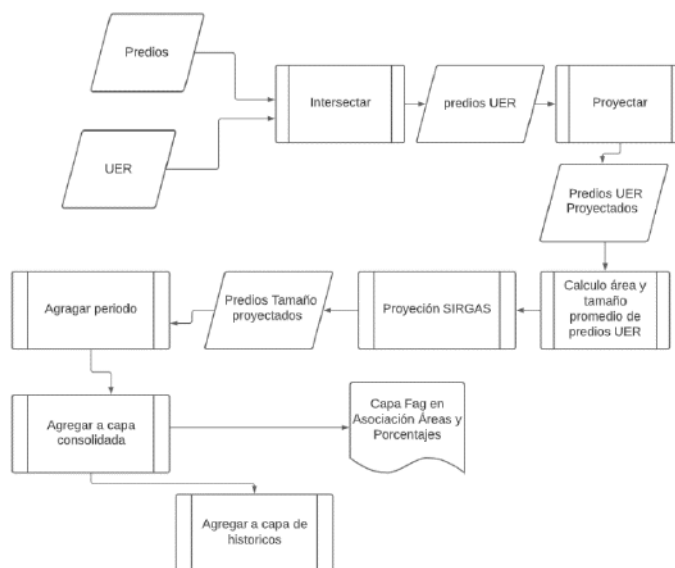 Predios
UER
Intersectar
predios UER
Proyectar
Predios UER
Proyectados
Calculo área y
tamaño
promedio de
predios UER
Proyeción SIRGAS
Predios Tamaño
proyectados
Agragar periodo
Agregar a capa
consolidada
Capa Fag en
Asociación Áreas y
Porcentajes
Agregar a capa de
historicos